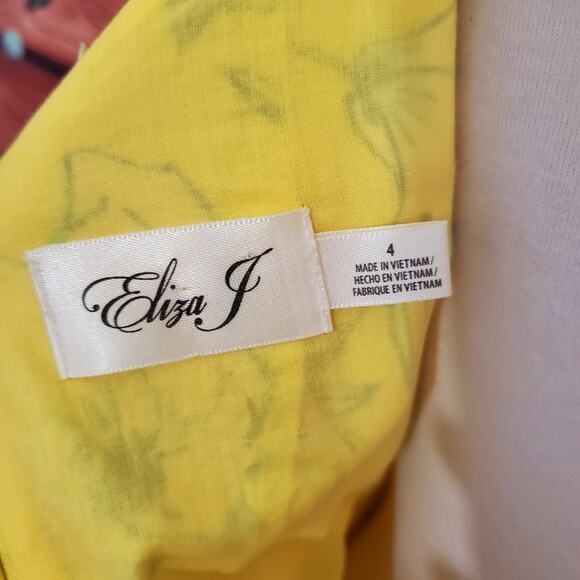 Eliza J
4
MADE IN VIETNAM/
HECHO EN VIETNAM/
FABRIQUE EN VIETNAM